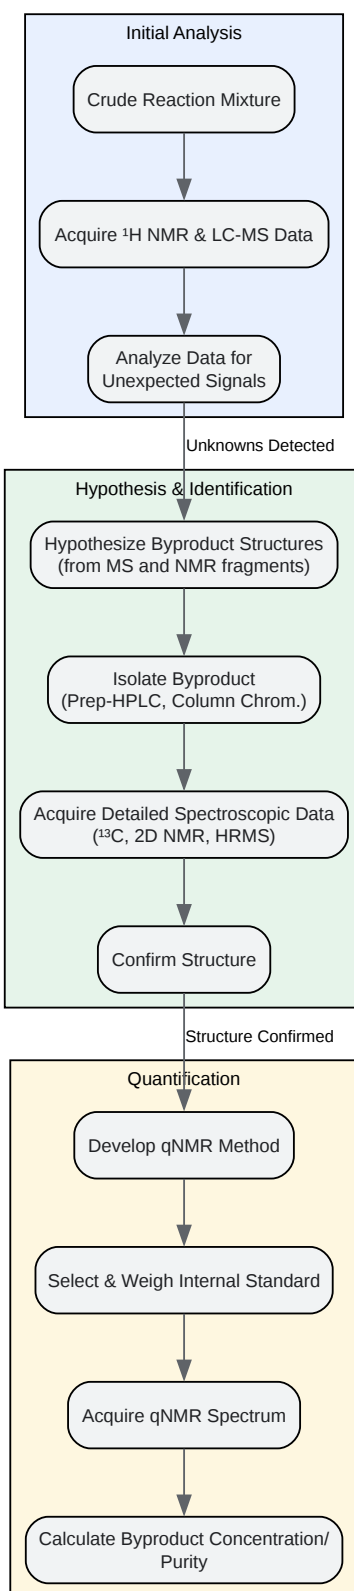 Initial Analysis
Crude Reaction Mixture
Acquire ¹H NMR & LC-MS Data
Analyze Data for
Unexpected Signals
Unknowns Detected
Hypothesis & Identification
Hypothesize Byproduct Structures
(from MS and NMR fragments)
Isolate Byproduct
(Prep-HPLC, Column Chrom.)
Acquire Detailed Spectroscopic Data
(¹³C, 2D NMR, HRMS)
Confirm Structure
Structure Confirmed
Quantification
Develop qNMR Method
Select & Weigh Internal Standard
Acquire qNMR Spectrum
Calculate Byproduct Concentration/
Purity